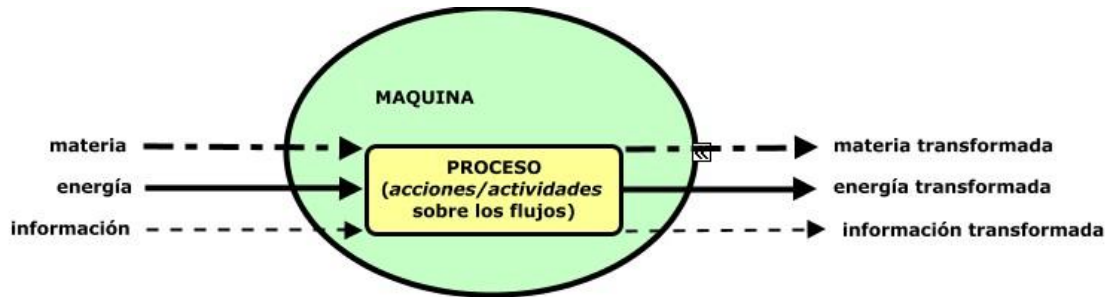 MAQUINA
materia
materia transformada
PROCESO
(acciones/actividades
sobre los flujos)
energía
energía transformada
información
información transformada